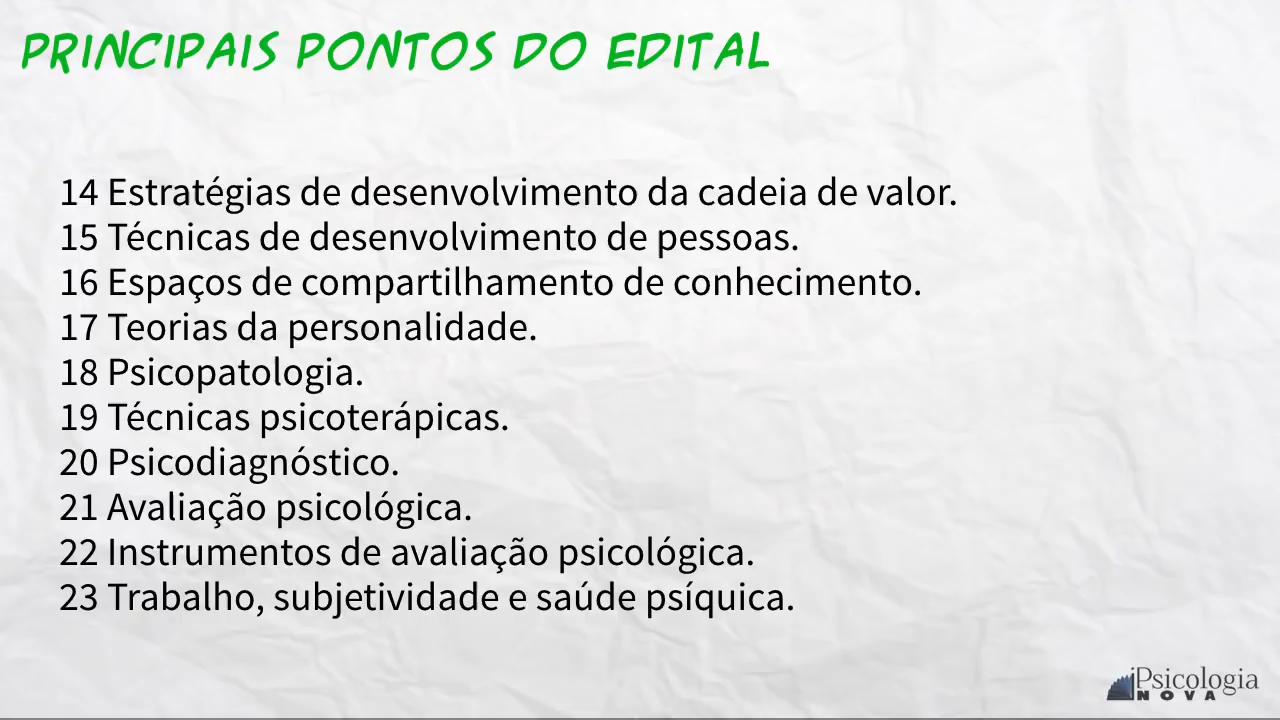 PRINCIPAIS PONTOS DO EDITAL
14 Estratégias de desenvolvimento da cadeia de valor.
15 Técnicas de desenvolvimento de pessoas.
16 Espaços de compartilhamento de conhecimento.
17 Teorias da personalidade.
18 Psicopatologia.
19 Técnicas psicoterápicas.
20 Psicodiagnóstico.
21 Avaliação psicológica.
22 Instrumentos de avaliação psicológica.
23 Trabalho, subjetividade e saúde psíquica.
Psicologia
NOVA